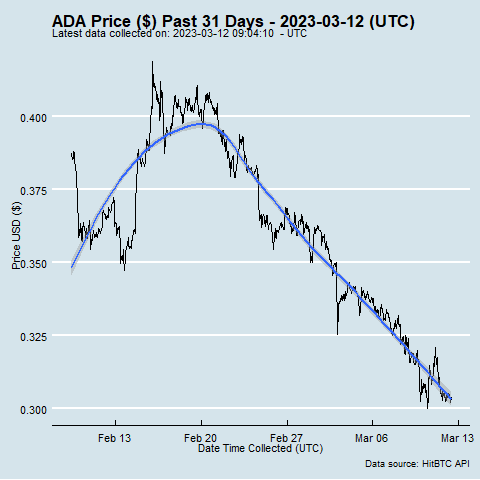 ADA Price ($) Past 31 Days - 2023-03-12 (UTC)
Latest data collected on: 2023-03-12 09:04:10 - UTC
0.400
0.375
0.350
0.325
0.300
Price USD ($)
Feb 13 Feb 20 Feb 27 Mar 06 Mar 13
Date Time Collected (UTC)
Data source: HitBTC API